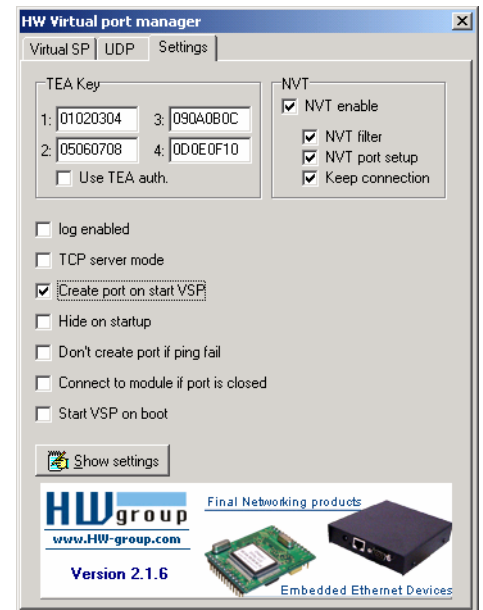 HW Virtual port manager
Virtual SP UDP Settings
TEA Key
1: 01020304 3: 090A0B0C
2: 05060708 4: 0D0E0F10
Use TEA auth.
NVT
NVT enable
NVT filter
NVT port setup
Keep connection
log enabled
TCP server mode
Create port on start VSP
Hide on startup
Don't create port if ping fail
Connect to module if port is closed
Start VSP on boot
Show settings
HW group
www.HW-group.com
Version 2.1.6
Final Networking products
Embedded Ethernet Devices